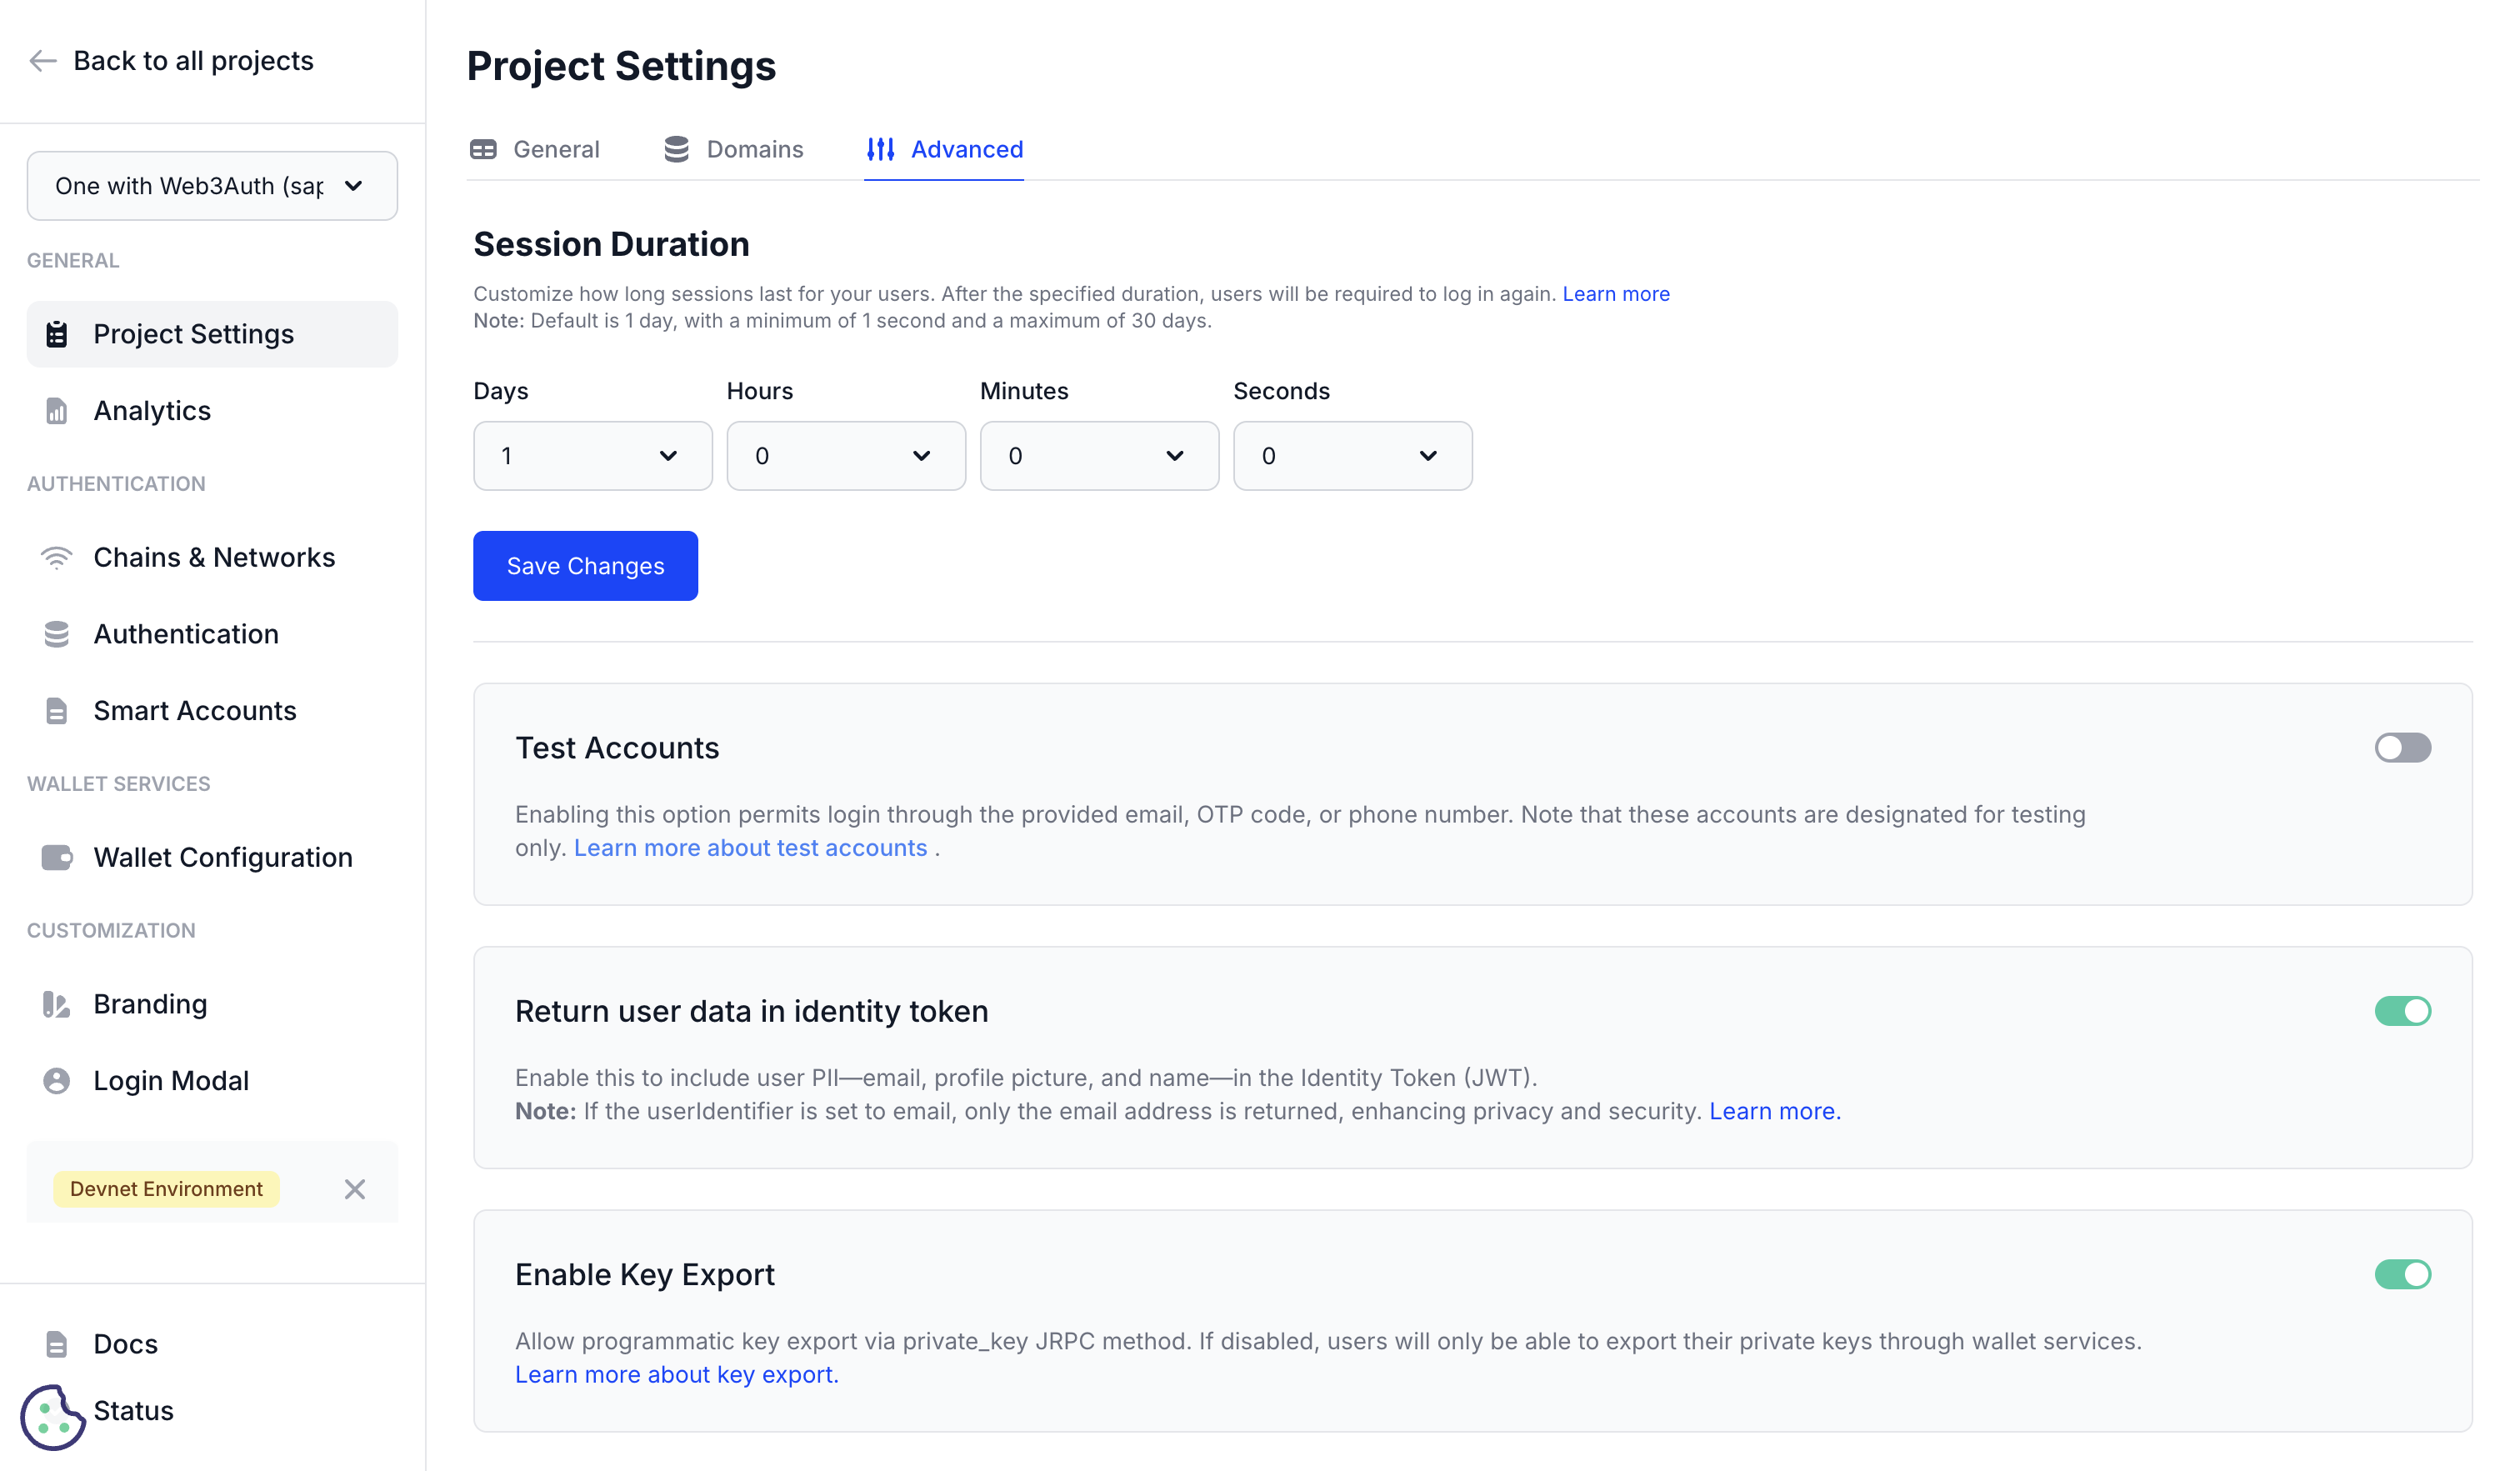 Back to all projects
One with Web3Auth (sap
GENERAL
Project Settings
Analytics
AUTHENTICATION
Chains & Networks
Authentication
Smart Accounts
WALLET SERVICES
Wallet Configuration
CUSTOMIZATION
Branding
Login Modal
Devnet Environment
Docs
Status
Project Settings
General
Domains
Advanced
Session Duration
Customize how long sessions last for your users. After the specified duration, users will be required to log in again. Learn more
Note: Default is 1 day, with a minimum of 1 second and a maximum of 30 days.
Days Hours Minutes Seconds
1 0 0 0
Save Changes
Test Accounts
Enabling this option permits login through the provided email, OTP code, or phone number. Note that these accounts are designated for testing
only. Learn more about test accounts .
Return user data in identity token
Enable this to include user PII—email, profile picture, and name—in the Identity Token (JWT).
Note: If the userIdentifier is set to email, only the email address is returned, enhancing privacy and security. Learn more.
Enable Key Export
Allow programmatic key export via private_key JRPC method. If disabled, users will only be able to export their private keys through wallet services.
Learn more about key export.